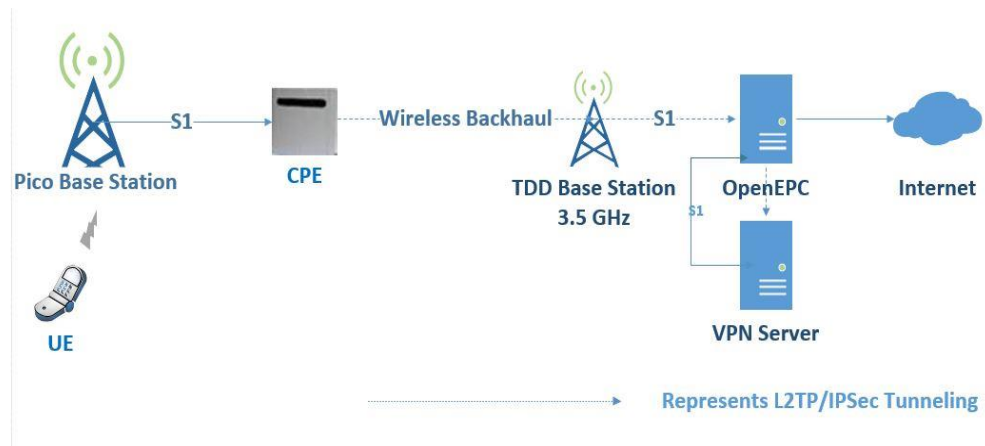 S1
Wireless Backhaul
S1
Pico Base Station
CPE
TDD Base Station
3.5 GHz
OpenEPC
Internet
S1
UE
VPN Server
Represents L2TP/IPSec Tunneling